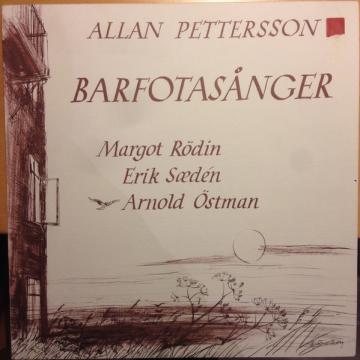 ALLAN PETTERSSON
BARFOTASÅNGER
Margot Rödin
Erik Sædén
Arnold Östman